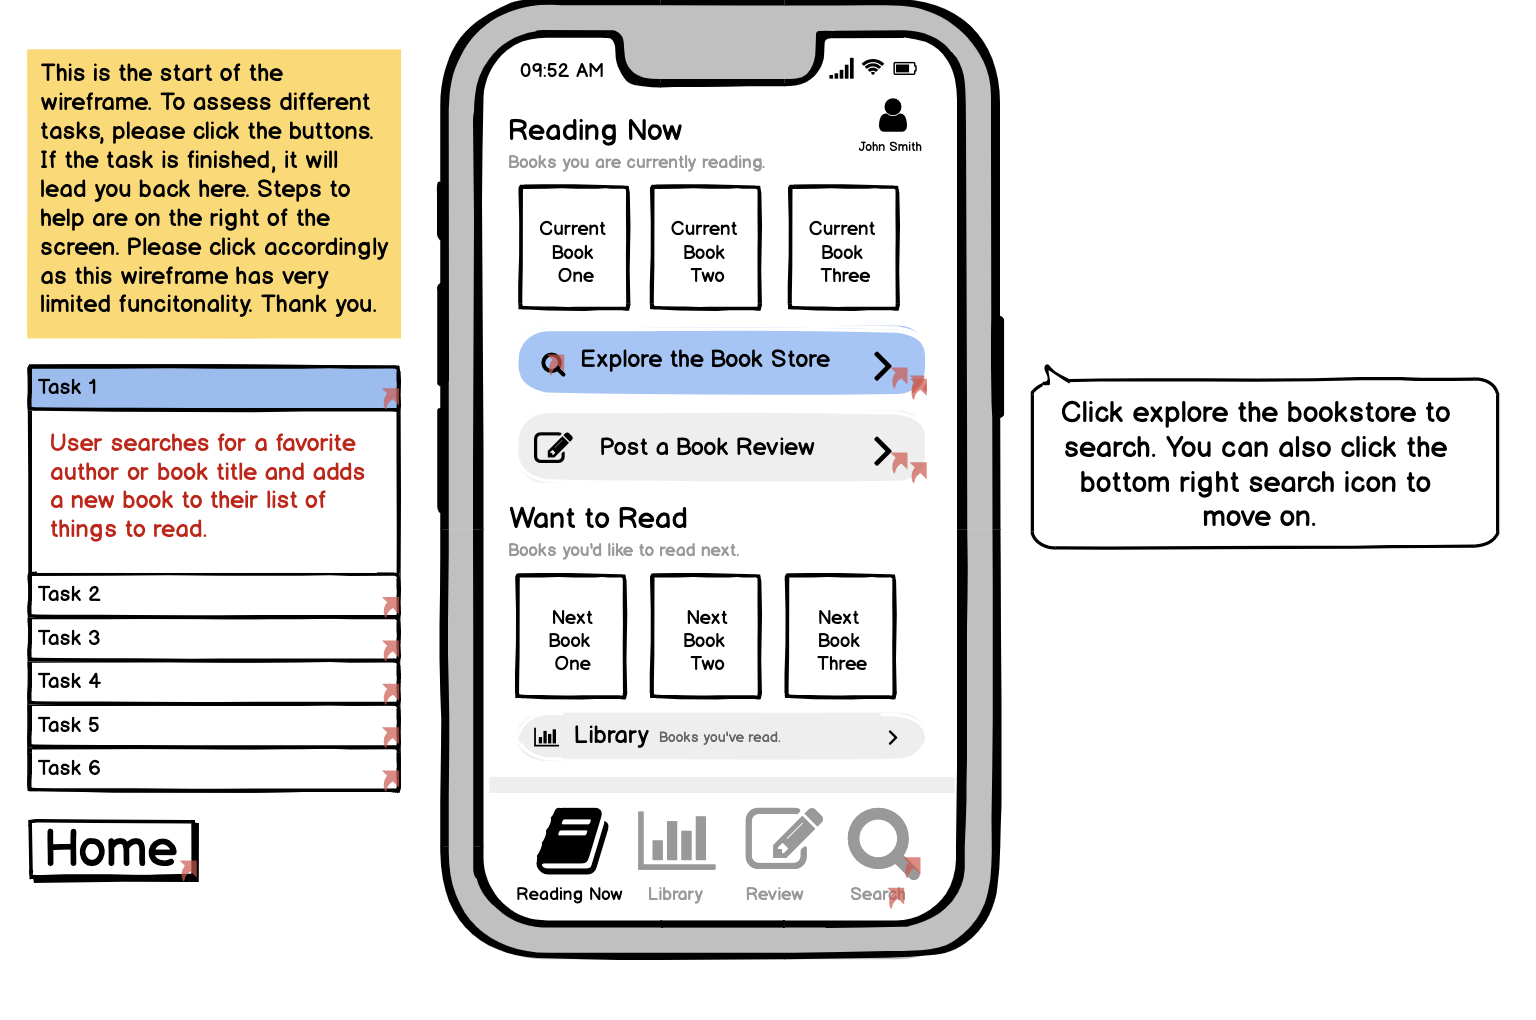 This is the start of the
wireframe. To assess different
tasks, please click the buttons.
If the task is finished, it will
lead you back here. Steps to
help are on the right of the
screen. Please click accordingly
as this wireframe has very
limited funcitonality. Thank you.
Task 1
User searches for a favorite
author or book title and adds
a new book to their list of
things to read.
Task 2
Task 3
Task 4
Task 5
Task 6
Home
09:52 AM
John Smith
Reading Now
Books you are currently reading.
Current
Book
One
Current
Book
Two
Current
Book
Three
Explore the Book Store
Post a Book Review
Want to Read
Books you'd like to read next.
Next
Book
One
Next
Book
Two
Next
Book
Three
Library Books you've read.
Reading Now Library Review Search
Click explore the bookstore to
search. You can also click the
bottom right search icon to
move on.